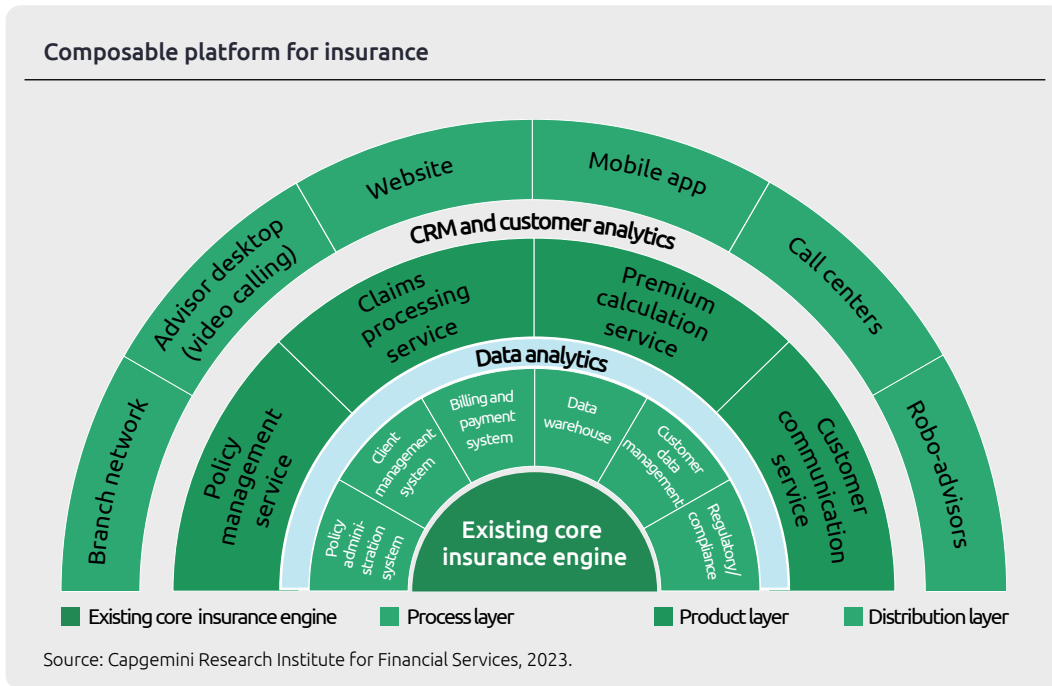 Composable platform for insurance
Branch network
Advisor desktop
(video calling)
Website
Mobile app
Call centers
Robo-advisors
CRM and customer analytics
Policy
management
service
Claims
processing
service
Premium
calculation
service
Customer
communication
service
Data analytics
Policy
admini-
stration
system
Client
management
system
Billing and
payment
system
Data
warehouse
Customer
data
management
Regulatory/
compliance
Existing core
insurance engine
Existing core insurance engine
Process layer
Product layer
Distribution layer
Source: Capgemini Research Institute for Financial Services, 2023.